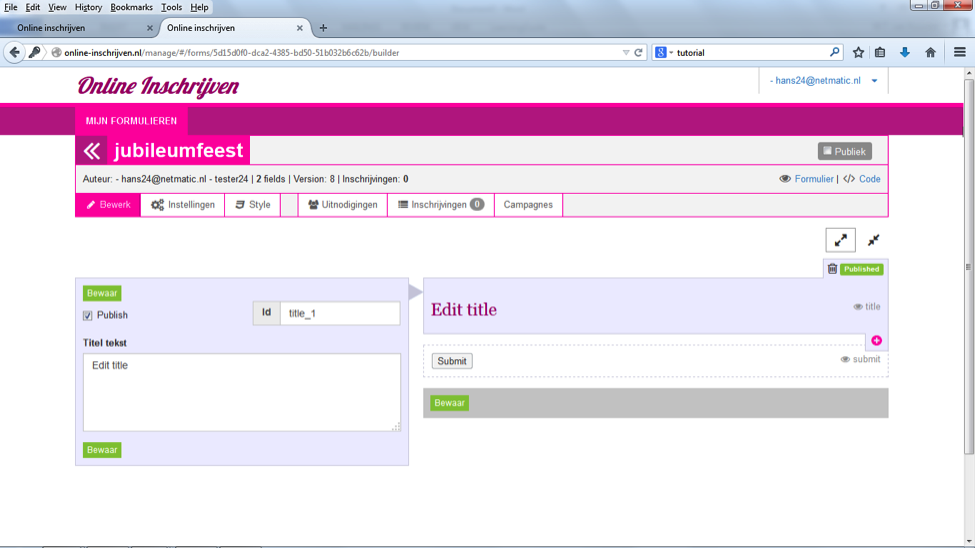 File Edit View History Bookmarks Tools Help
Online inschrijven
Online inschrijven
online-inschrijven.nl/manage/#/forms/5d15d0f0-dca2-4385-bd50-51b032b6c62b/builder
tutorial
Online Inschrijven
- hans24@netmatic.nl
MIJN FORMULIEREN
jubileumfeest
Publiek
Auteur: - hans24@netmatic.nl - tester24 | 2 fields | Version: 8 | Inschrijvingen: 0
Formulier | </> Code
Bewerk Instellingen Style Uitnodigingen Inschrijvingen 0 Campagnes
Published
Bewaar
Publish
Id title_1
Edit title
title
Titel tekst
Edit title
Submit
submit
Bewaar
Bewaar